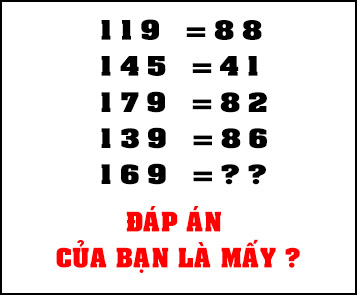 119 =88
145 =41
179 =82
139 =86
169 =??
ĐÁP ÁN
CỦA BẠN LÀ MẤY ?